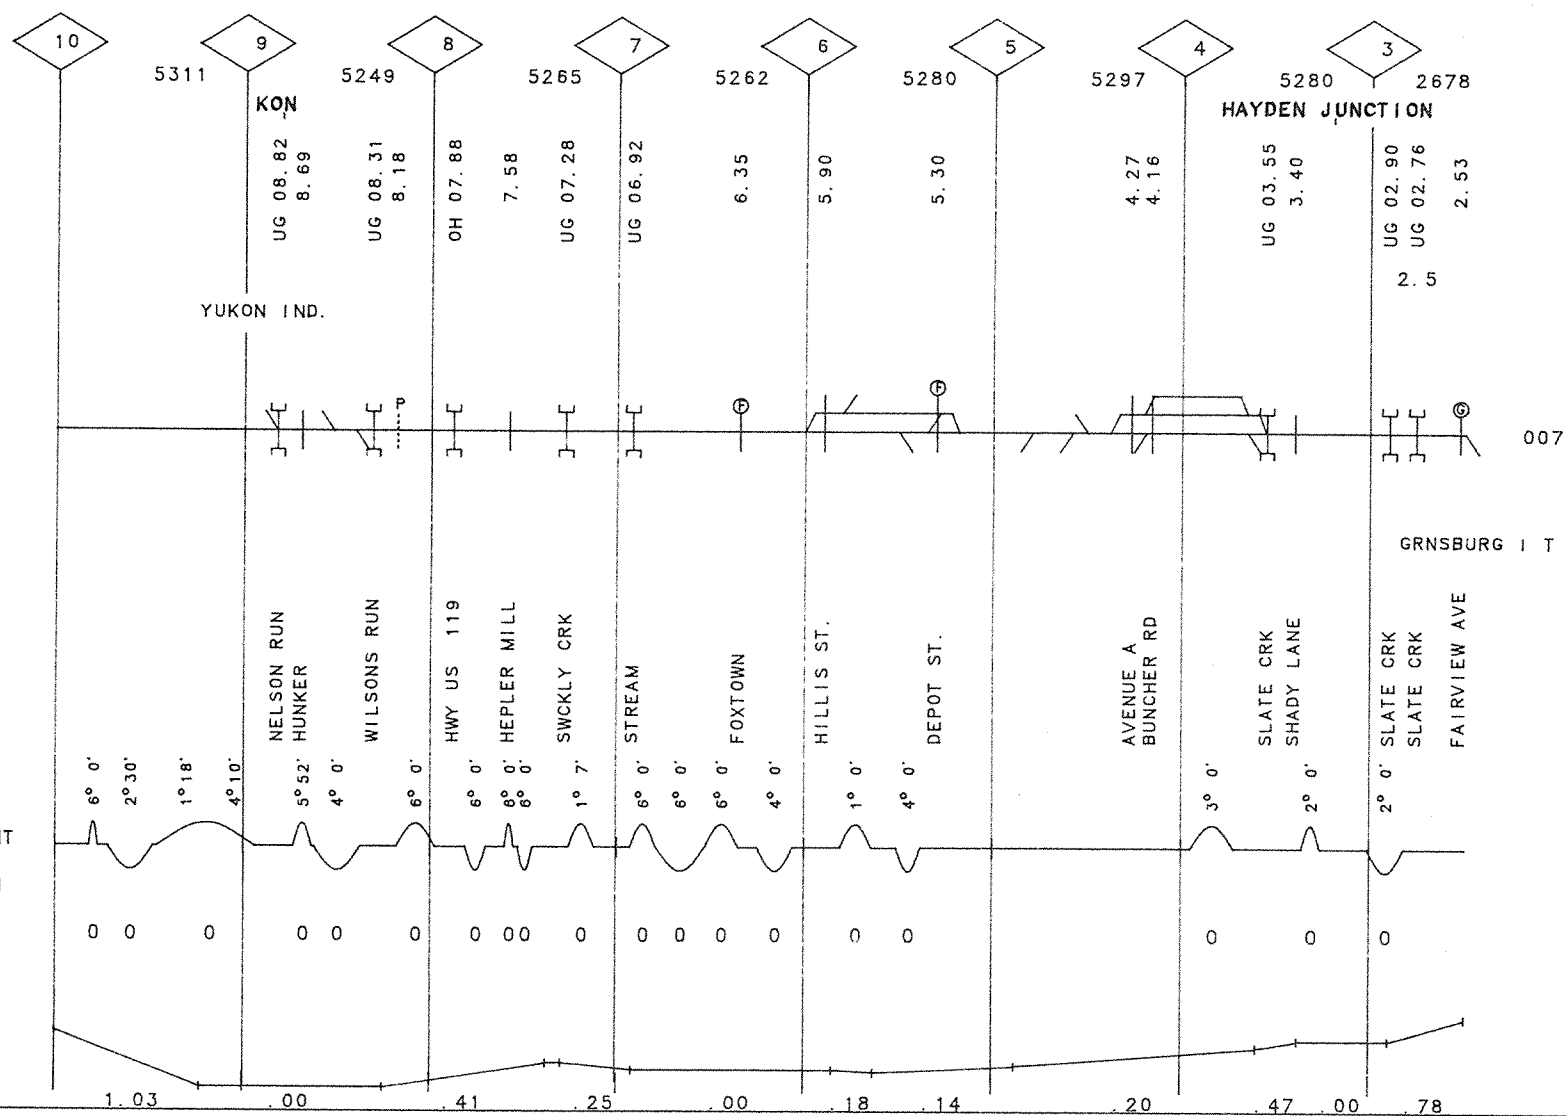 10 9 8 7 6 5 4 3
5311 5249 5265 5262 5280 5297 5280 2678
KON HAYDEN JUNCTION
UG 08.82
8.69
UG 08.31
8.18
OH 07.88
7.58
UG 07.28
UG 06.92
6.35
5.90
5.30
4.27
4.16
UG 03.55
3.40
UG 02.90
UG 02.76
2.53
2.5
YUKON IND.
P F F G
007
GRNSBURG I T
NELSON RUN
HUNKER
WILSONS RUN
HWY US 119
HEPLER MILL
SWCKLY CRK
STREAM
FOXTOWN
HILLIS ST.
DEPOT ST.
AVENUE A
BUNCHER RD
SLATE CRK
SHADY LANE
SLATE CRK
SLATE CRK
FAIRVIEW AVE
6° 0'
2°30'
1°18'
4°10'
5°52'
4° 0'
6° 0'
6° 0'
6° 0'
6° 0'
1° 7'
6° 0'
6° 0'
6° 0'
4° 0'
1° 0'
4° 0'
3° 0'
2° 0'
2° 0'
0 0 0 0 0 0 0 00 0 0 0 0 0 0 0 0 0 0
1.03 .00 .41 .25 .00 .18 .14 .20 .47 .00 .78